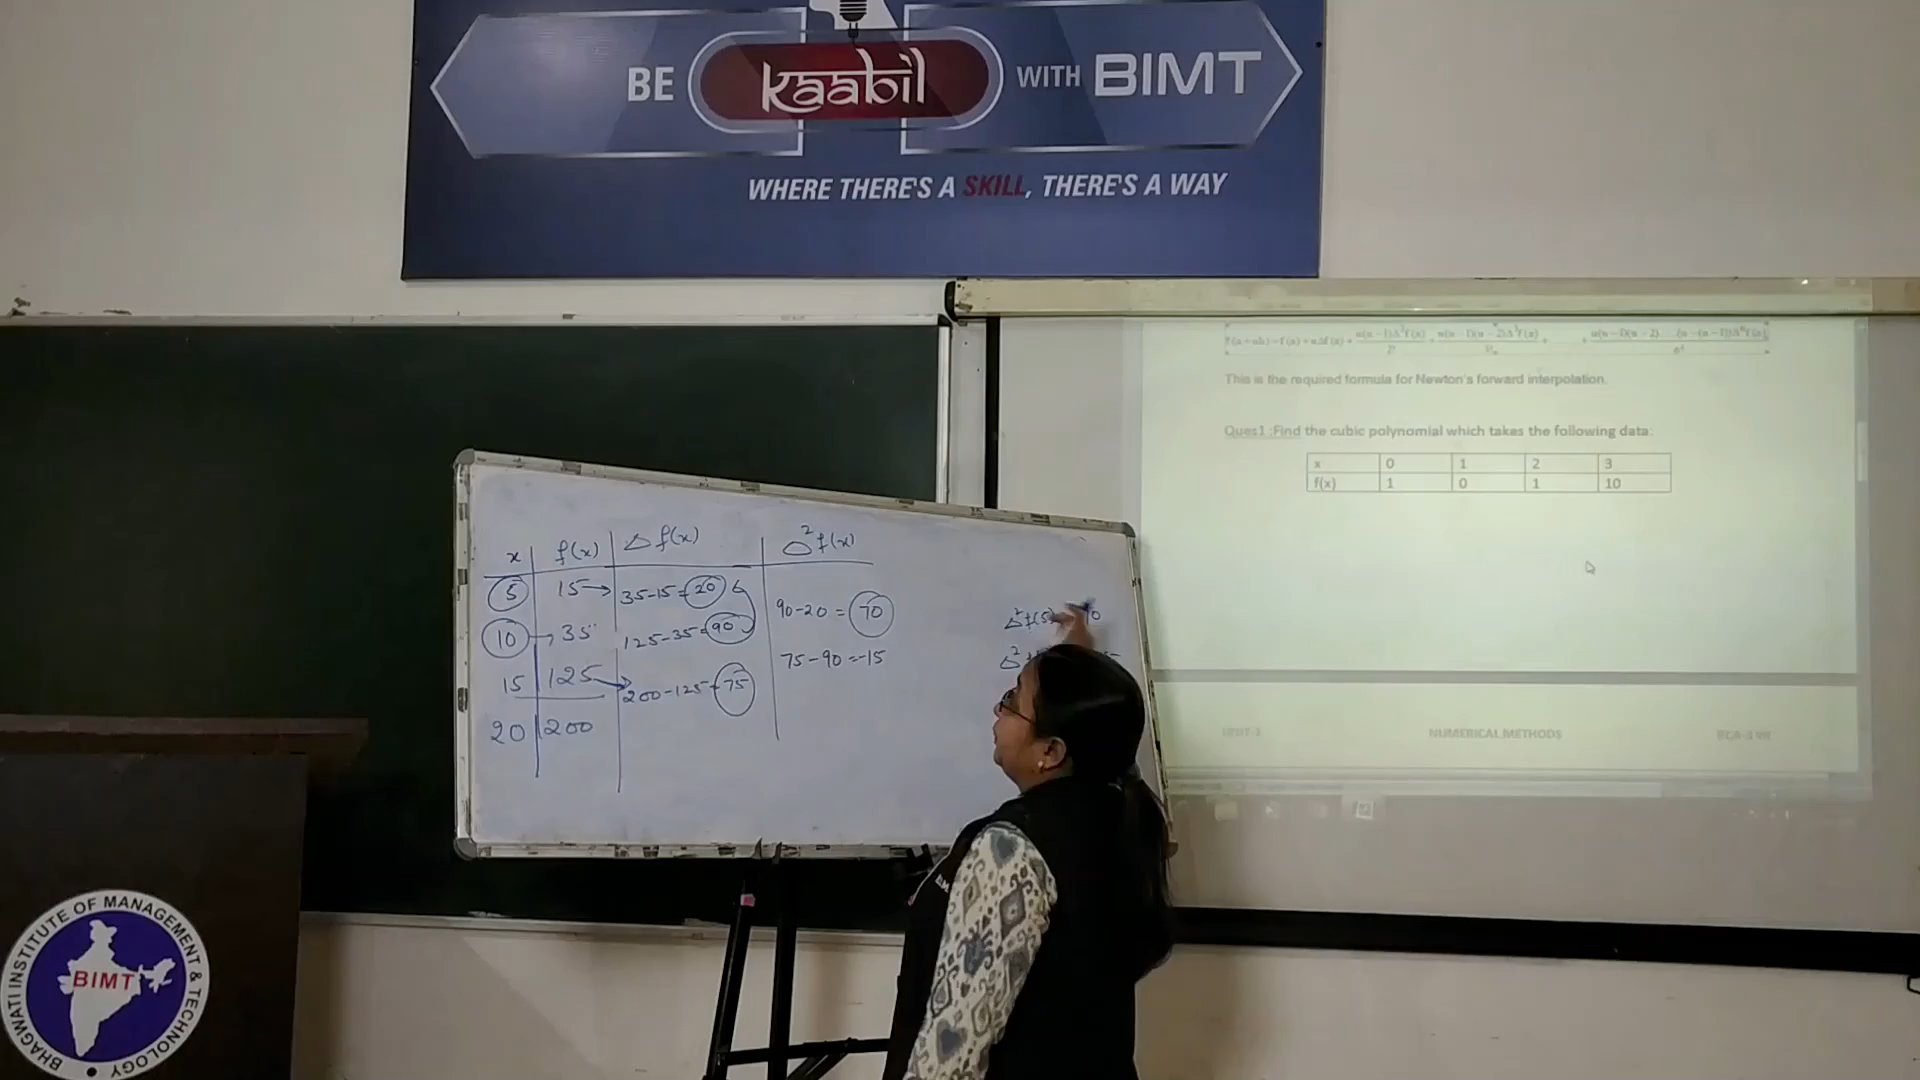 BE kaabil WITH BIMT
WHERE THERE'S A SKILL, THERE'S A WAY
This is the required formula for Newton's forward interpolation.
Ques1 :Find the cubic polynomial which takes the following data:
x 0 1 2 3
f(x) 1 0 1 10
NUMERICAL METHODS
x f(x) Δf(x) Δ²f(x)
5 15 → 35-15=20
90-20=70
10 → 35 125-35=90
75-90=-15
15 125 → 200-125=75
20 200
BHAGWATI INSTITUTE OF MANAGEMENT & TECHNOLOGY
BIMT